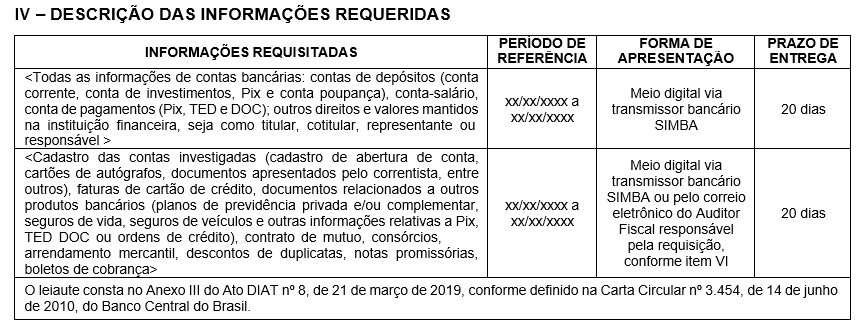 IV – DESCRIÇÃO DAS INFORMAÇÕES REQUERIDAS
INFORMAÇÕES REQUISITADAS
PERÍODO DE
REFERÊNCIA
FORMA DE
APRESENTAÇÃO
PRAZO DE
ENTREGA
<Todas as informações de contas bancárias: contas de depósitos (conta
corrente, conta de investimentos, Pix e conta poupança), conta-salário,
conta de pagamentos (Pix, TED e DOC); outros direitos e valores mantidos
na instituição financeira, seja como titular, cotitular, representante ou
responsável >
xx/xx/xxxx a
xx/xx/xxxx
Meio digital via
transmissor bancário
SIMBA
20 dias
<Cadastro das contas investigadas (cadastro de abertura de conta,
cartões de autógrafos, documentos apresentados pelo correntista, entre
outros), faturas de cartão de crédito, documentos relacionados a outros
produtos bancários (planos de previdência privada e/ou complementar,
seguros de vida, seguros de veículos e outras informações relativas a Pix,
TED DOC ou ordens de crédito), contrato de mutuo, consórcios,
arrendamento mercantil, descontos de duplicatas, notas promissórias,
boletos de cobrança>
xx/xx/xxxx a
xx/xx/xxxx
Meio digital via
transmissor bancário
SIMBA ou pelo correio
eletrônico do Auditor
Fiscal responsável
pela requisição,
conforme item VI
20 dias
O leiaute consta no Anexo III do Ato DIAT nº 8, de 21 de março de 2019, conforme definido na Carta Circular nº 3.454, de 14 de junho
de 2010, do Banco Central do Brasil.